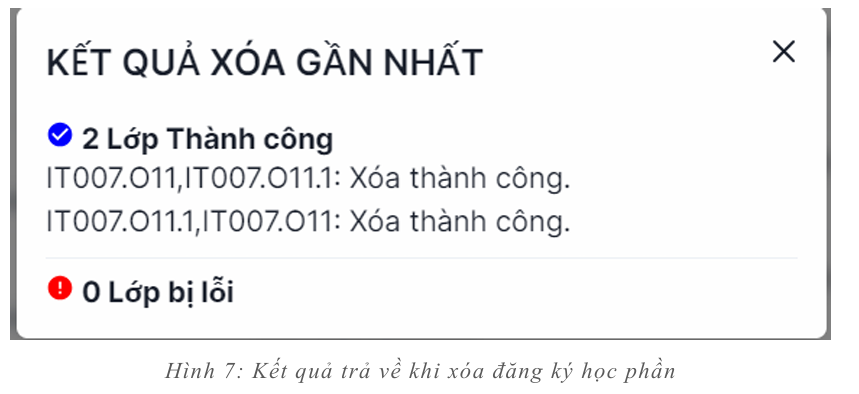 KẾT QUẢ XÓA GẦN NHẤT
2 Lớp Thành công
IT007.O11,IT007.O11.1: Xóa thành công.
IT007.O11.1,IT007.O11: Xóa thành công.
0 Lớp bị lỗi
Hình 7: Kết quả trả về khi xóa đăng ký học phần